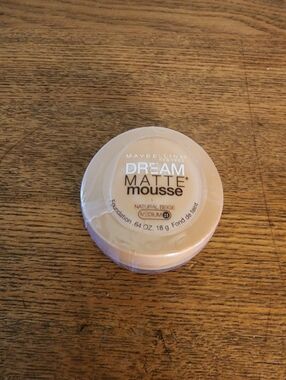 MAYBELLINE
DREAM
MATTE®
mousse
NATURAL BEIGE
MEDIUM
Foundation .64 OZ. 18 g Fond de teint